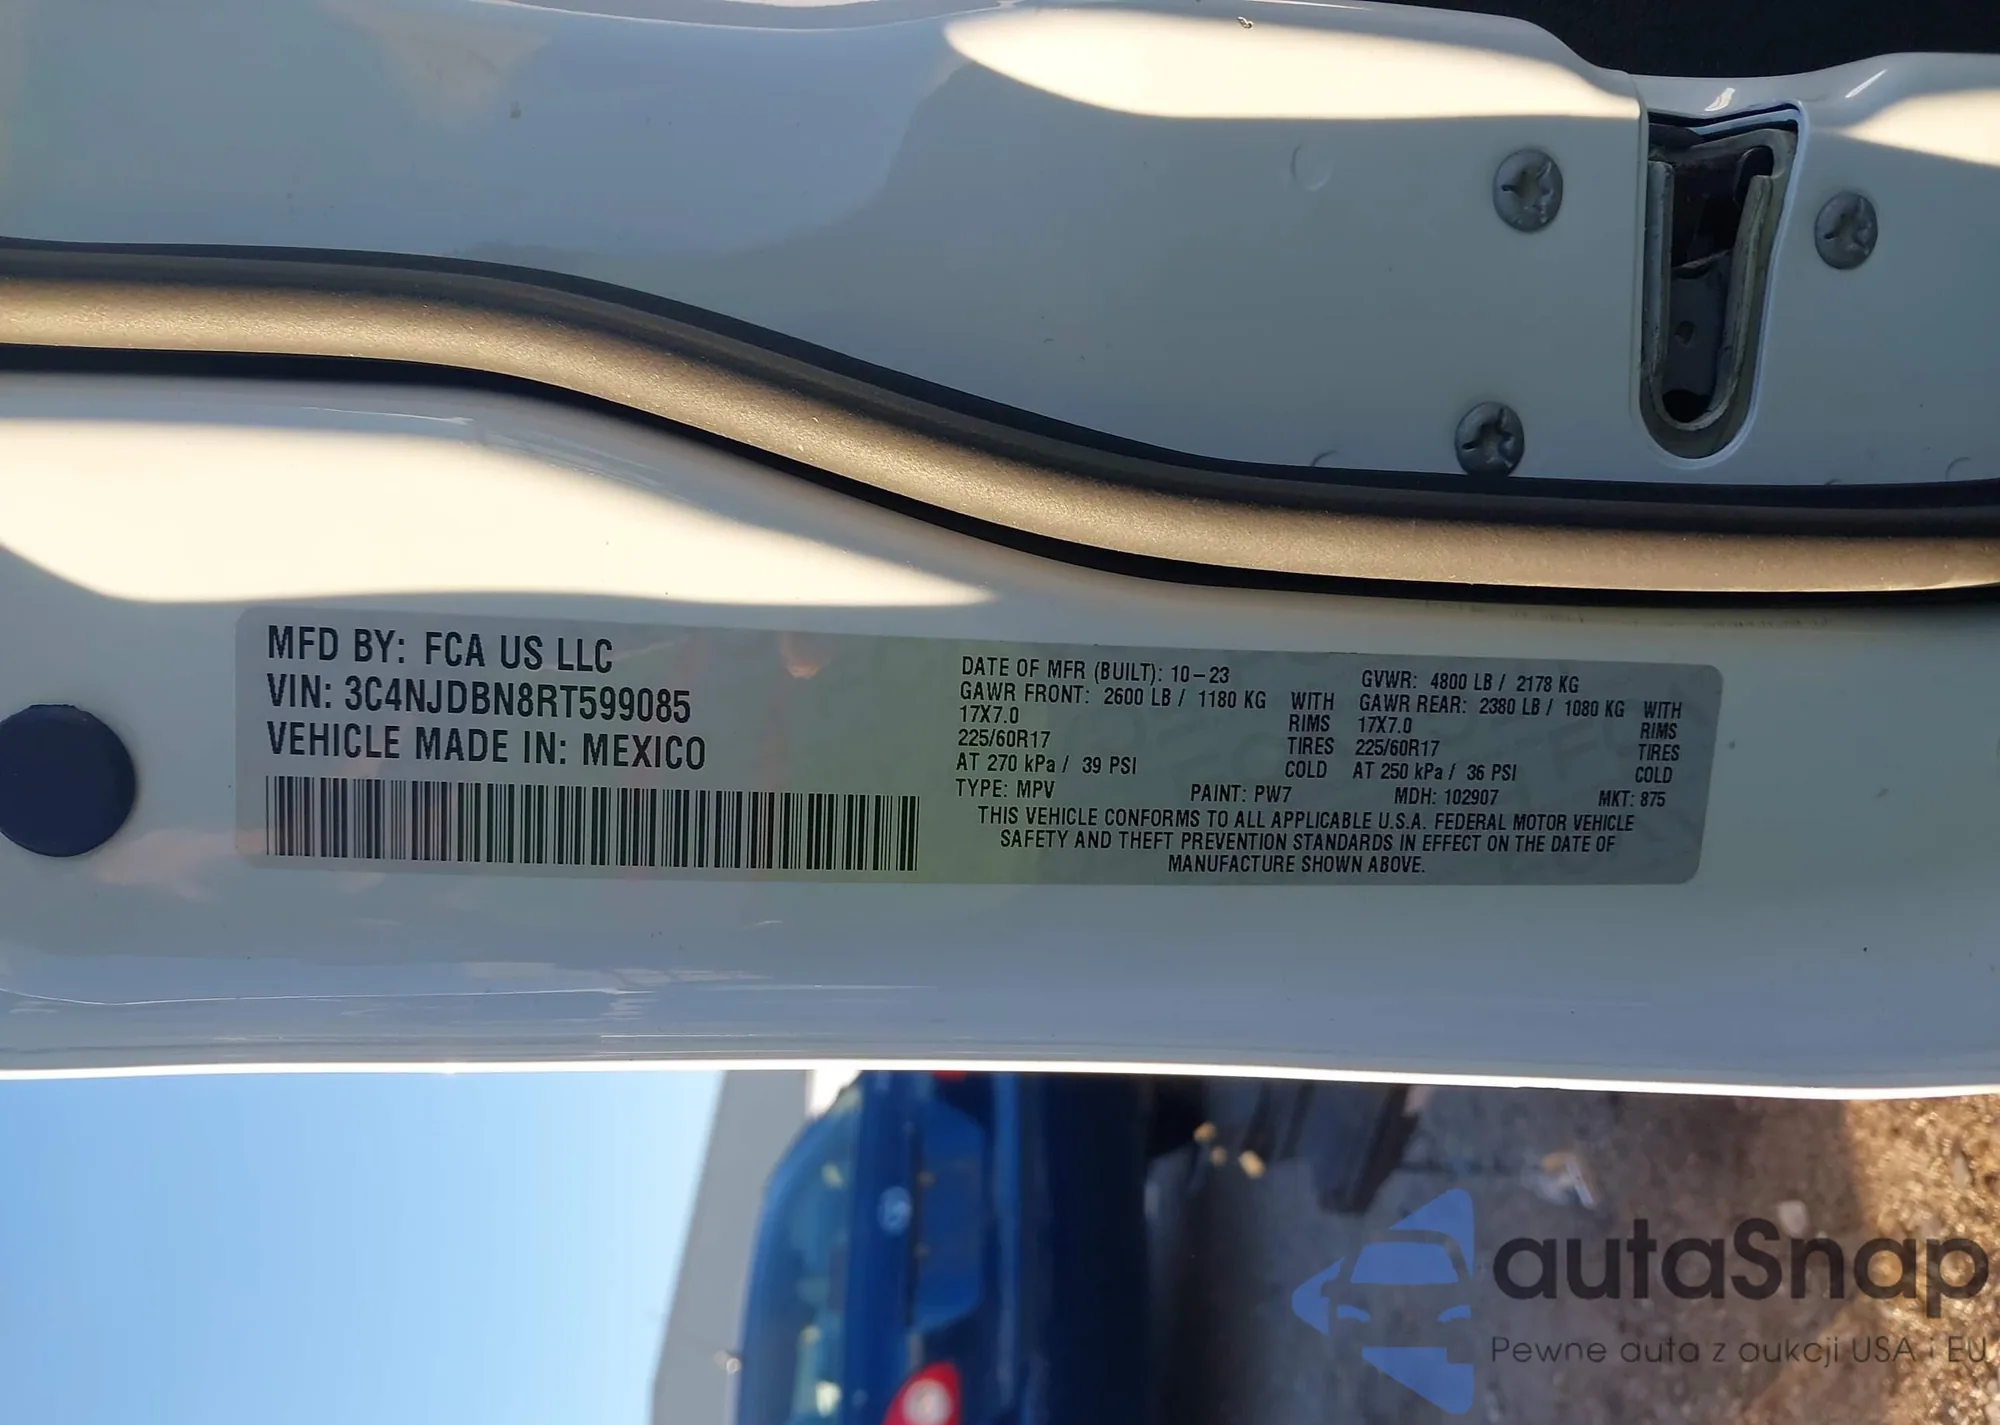 MFD BY: FCA US LLC
VIN: 3C4NJDBN8RT599085
VEHICLE MADE IN: MEXICO
DATE OF MFR (BUILT): 10-23
GVWR: 4800 LB / 2178 KG
GAWR FRONT: 2600 LB / 1180 KG WITH
17X7.0 RIMS
225/60R17 TIRES
AT 270 kPa / 39 PSI COLD
GAWR REAR: 2380 LB / 1080 KG WITH
17X7.0 RIMS
225/60R17 TIRES
AT 250 kPa / 36 PSI COLD
TYPE: MPV PAINT: PW7 MDH: 102907 MKT: 875
THIS VEHICLE CONFORMS TO ALL APPLICABLE U.S.A. FEDERAL MOTOR VEHICLE
SAFETY AND THEFT PREVENTION STANDARDS IN EFFECT ON THE DATE OF
MANUFACTURE SHOWN ABOVE.
autaSnap
Pewne auta z aukcji USA i EU